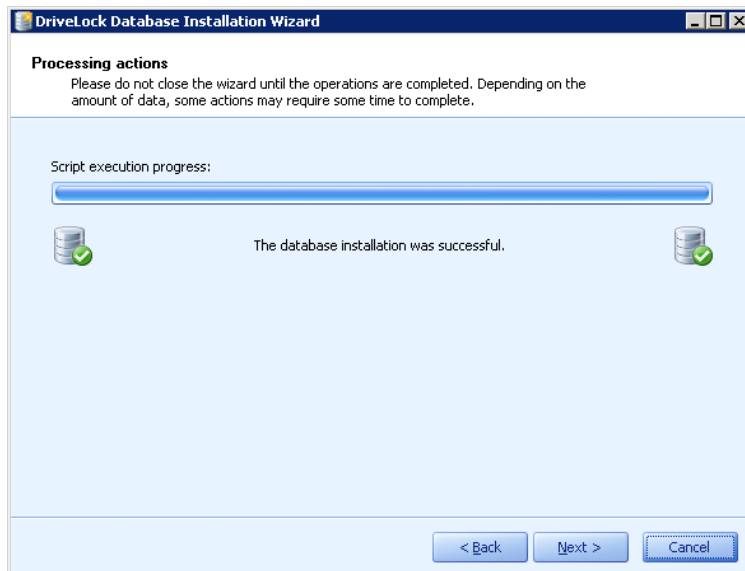 DriveLock Database Installation Wizard
Processing actions
Please do not close the wizard until the operations are completed. Depending on the
amount of data, some actions may require some time to complete.
Script execution progress:
The database installation was successful.
< Back
Next >
Cancel